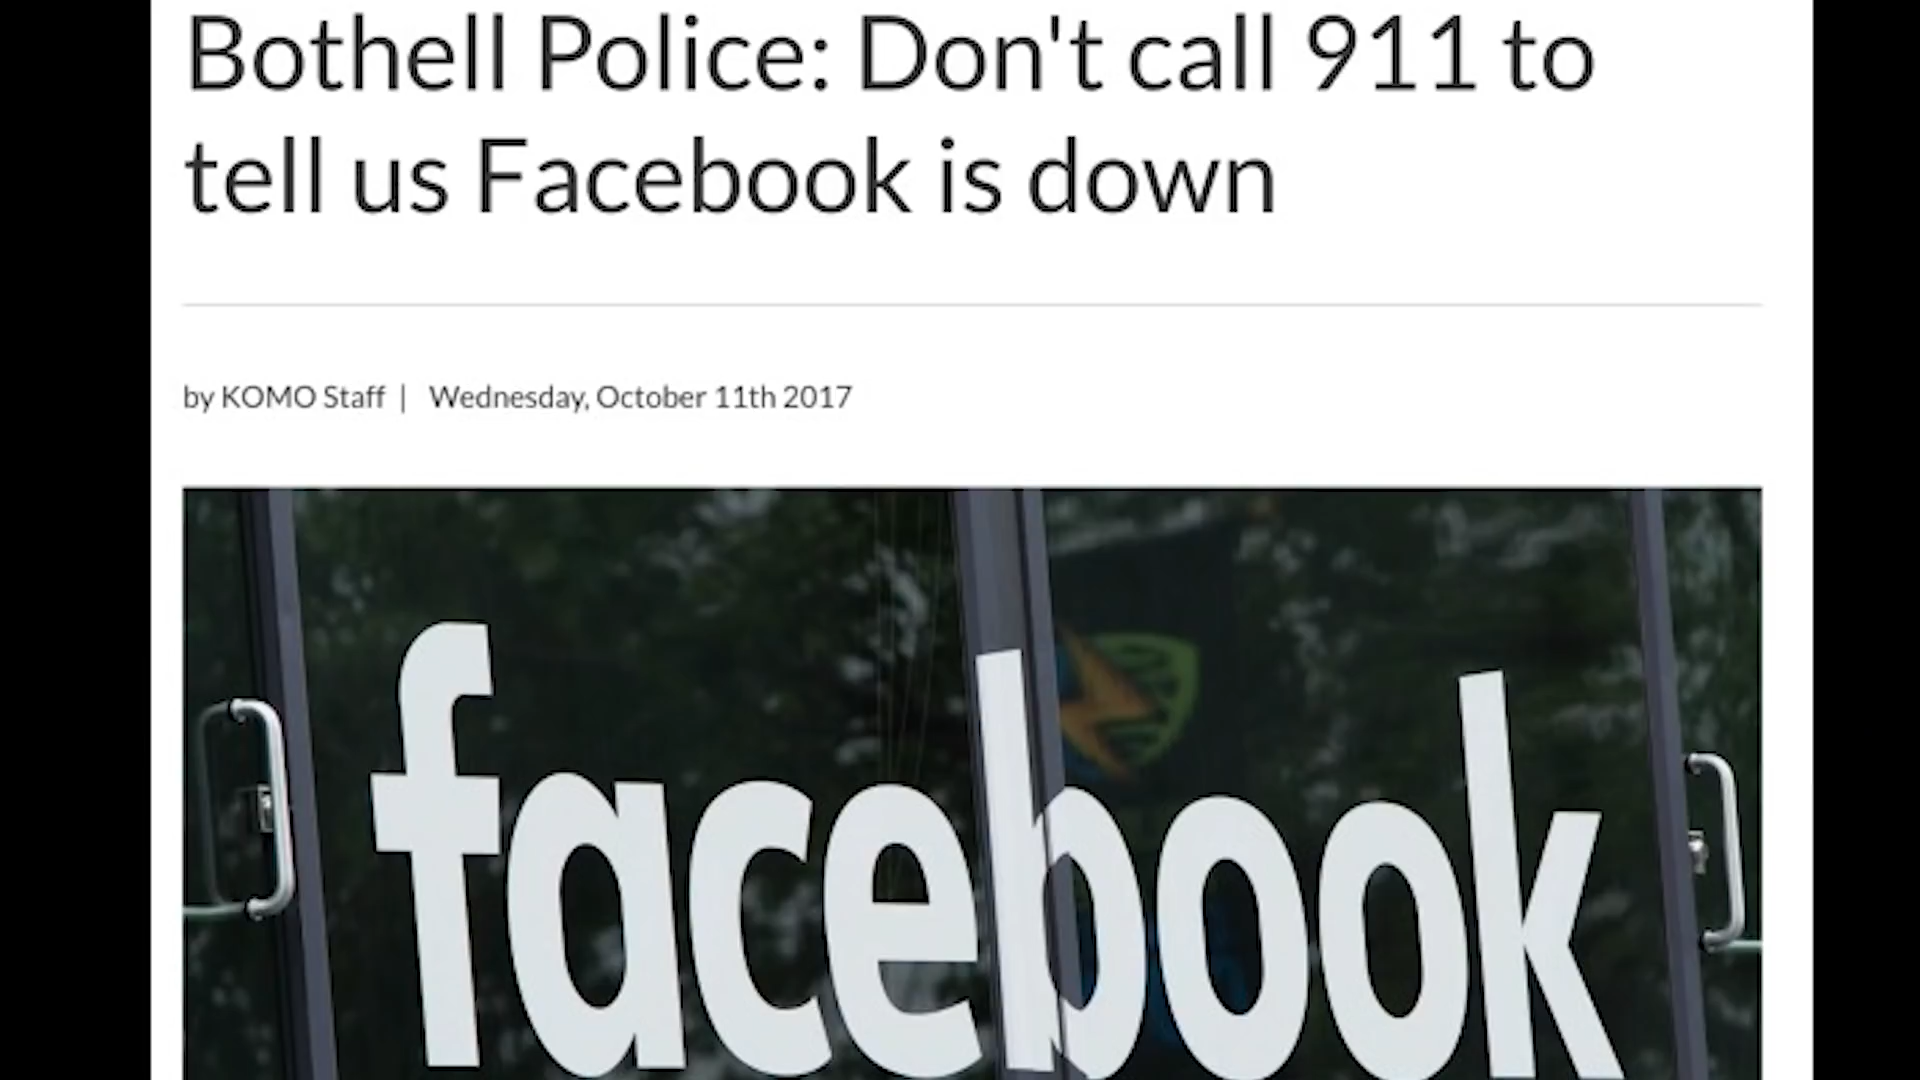 Bothell Police: Don't call 911 to
tell us Facebook is down
by KOMO Staff | Wednesday, October 11th 2017
facebook